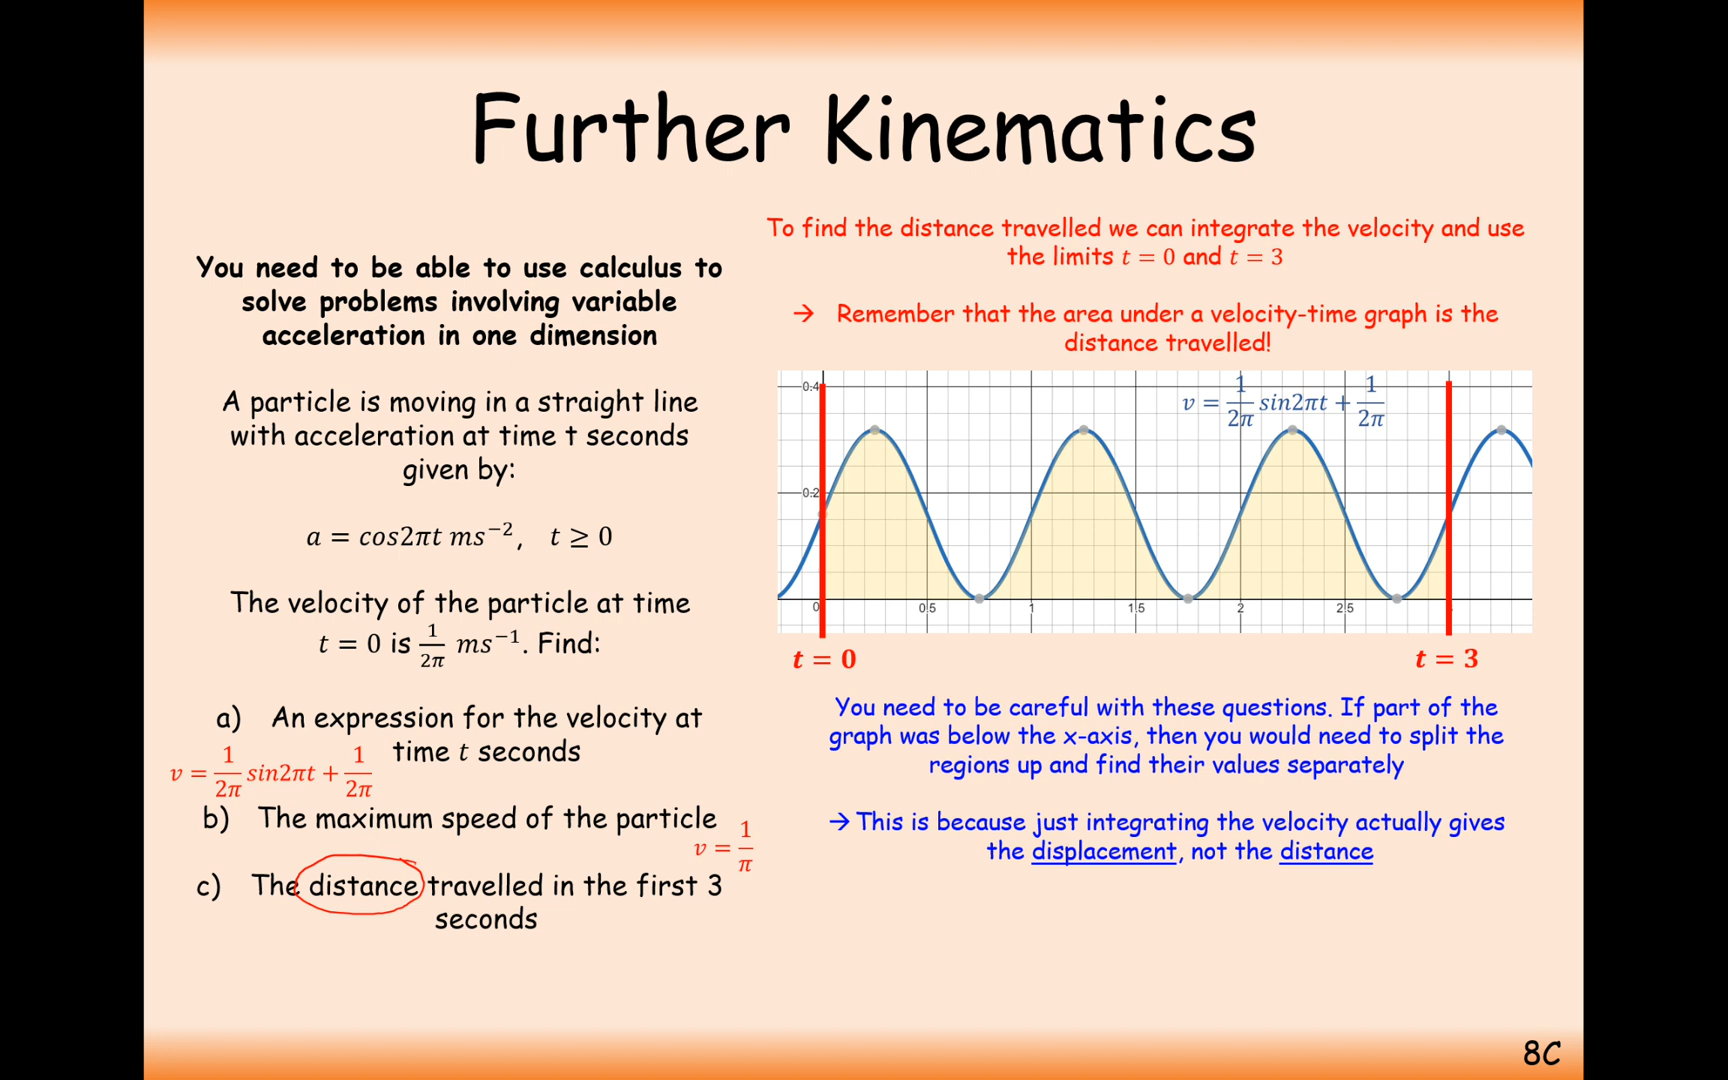 Further Kinematics
You need to be able to use calculus to
solve problems involving variable
acceleration in one dimension
A particle is moving in a straight line
with acceleration at time t seconds
given by:
a = cos2πt ms⁻², t ≥ 0
The velocity of the particle at time
t = 0 is 1/2π ms⁻¹. Find:
a) An expression for the velocity at
time t seconds
v = 1/2π sin2πt + 1/2π
b) The maximum speed of the particle
v = 1/π
c) The distance travelled in the first 3
seconds
To find the distance travelled we can integrate the velocity and use
the limits t = 0 and t = 3
→ Remember that the area under a velocity-time graph is the
distance travelled!
v = 1/2π sin2πt + 1/2π
0.4
0.2
0 0.5 1 1.5 2 2.5
t = 0 t = 3
You need to be careful with these questions. If part of the
graph was below the x-axis, then you would need to split the
regions up and find their values separately
→ This is because just integrating the velocity actually gives
the displacement, not the distance
8C